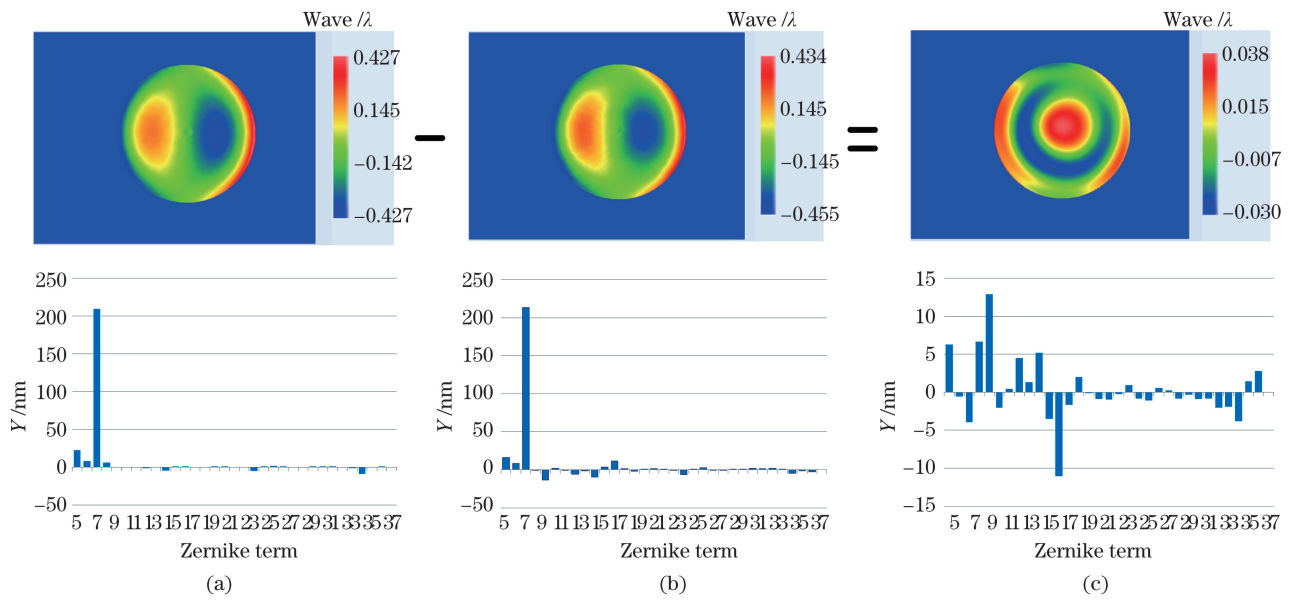 Wave /λ
0.427
0.145
−0.142
−0.427
Wave /λ
0.434
0.145
−0.145
−0.455
Wave /λ
0.038
0.015
−0.007
−0.030
250
200
150
100
50
0
−50
Y /nm
5 7 9 11 13 15 17 19 21 23 25 27 29 31 33 35 37
Zernike term
(a)
250
200
150
100
50
0
−50
Y /nm
5 7 9 11 13 15 17 19 21 23 25 27 29 31 33 35 37
Zernike term
(b)
15
10
5
0
−5
−10
−15
Y /nm
5 7 9 11 13 15 17 19 21 23 25 27 29 31 33 35 37
Zernike term
(c)